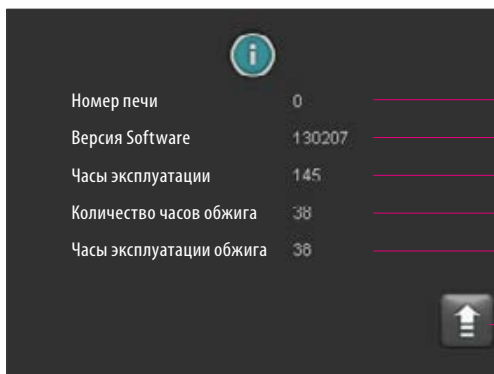 Номер печи 0
Версия Software 130207
Часы эксплуатации 145
Количество часов обжига 38
Часы эксплуатации обжига 38